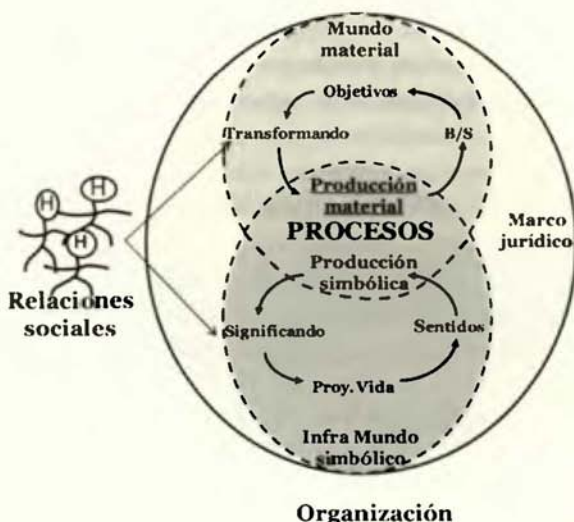 Mundo
material
Objetivos
Transformando
B/S
Producción
material
PROCESOS
Producción
simbólica
Significando
Sentidos
Proy. Vida
Infra Mundo
simbólico
Marco
jurídico
H
H
H
Relaciones
sociales
Organización